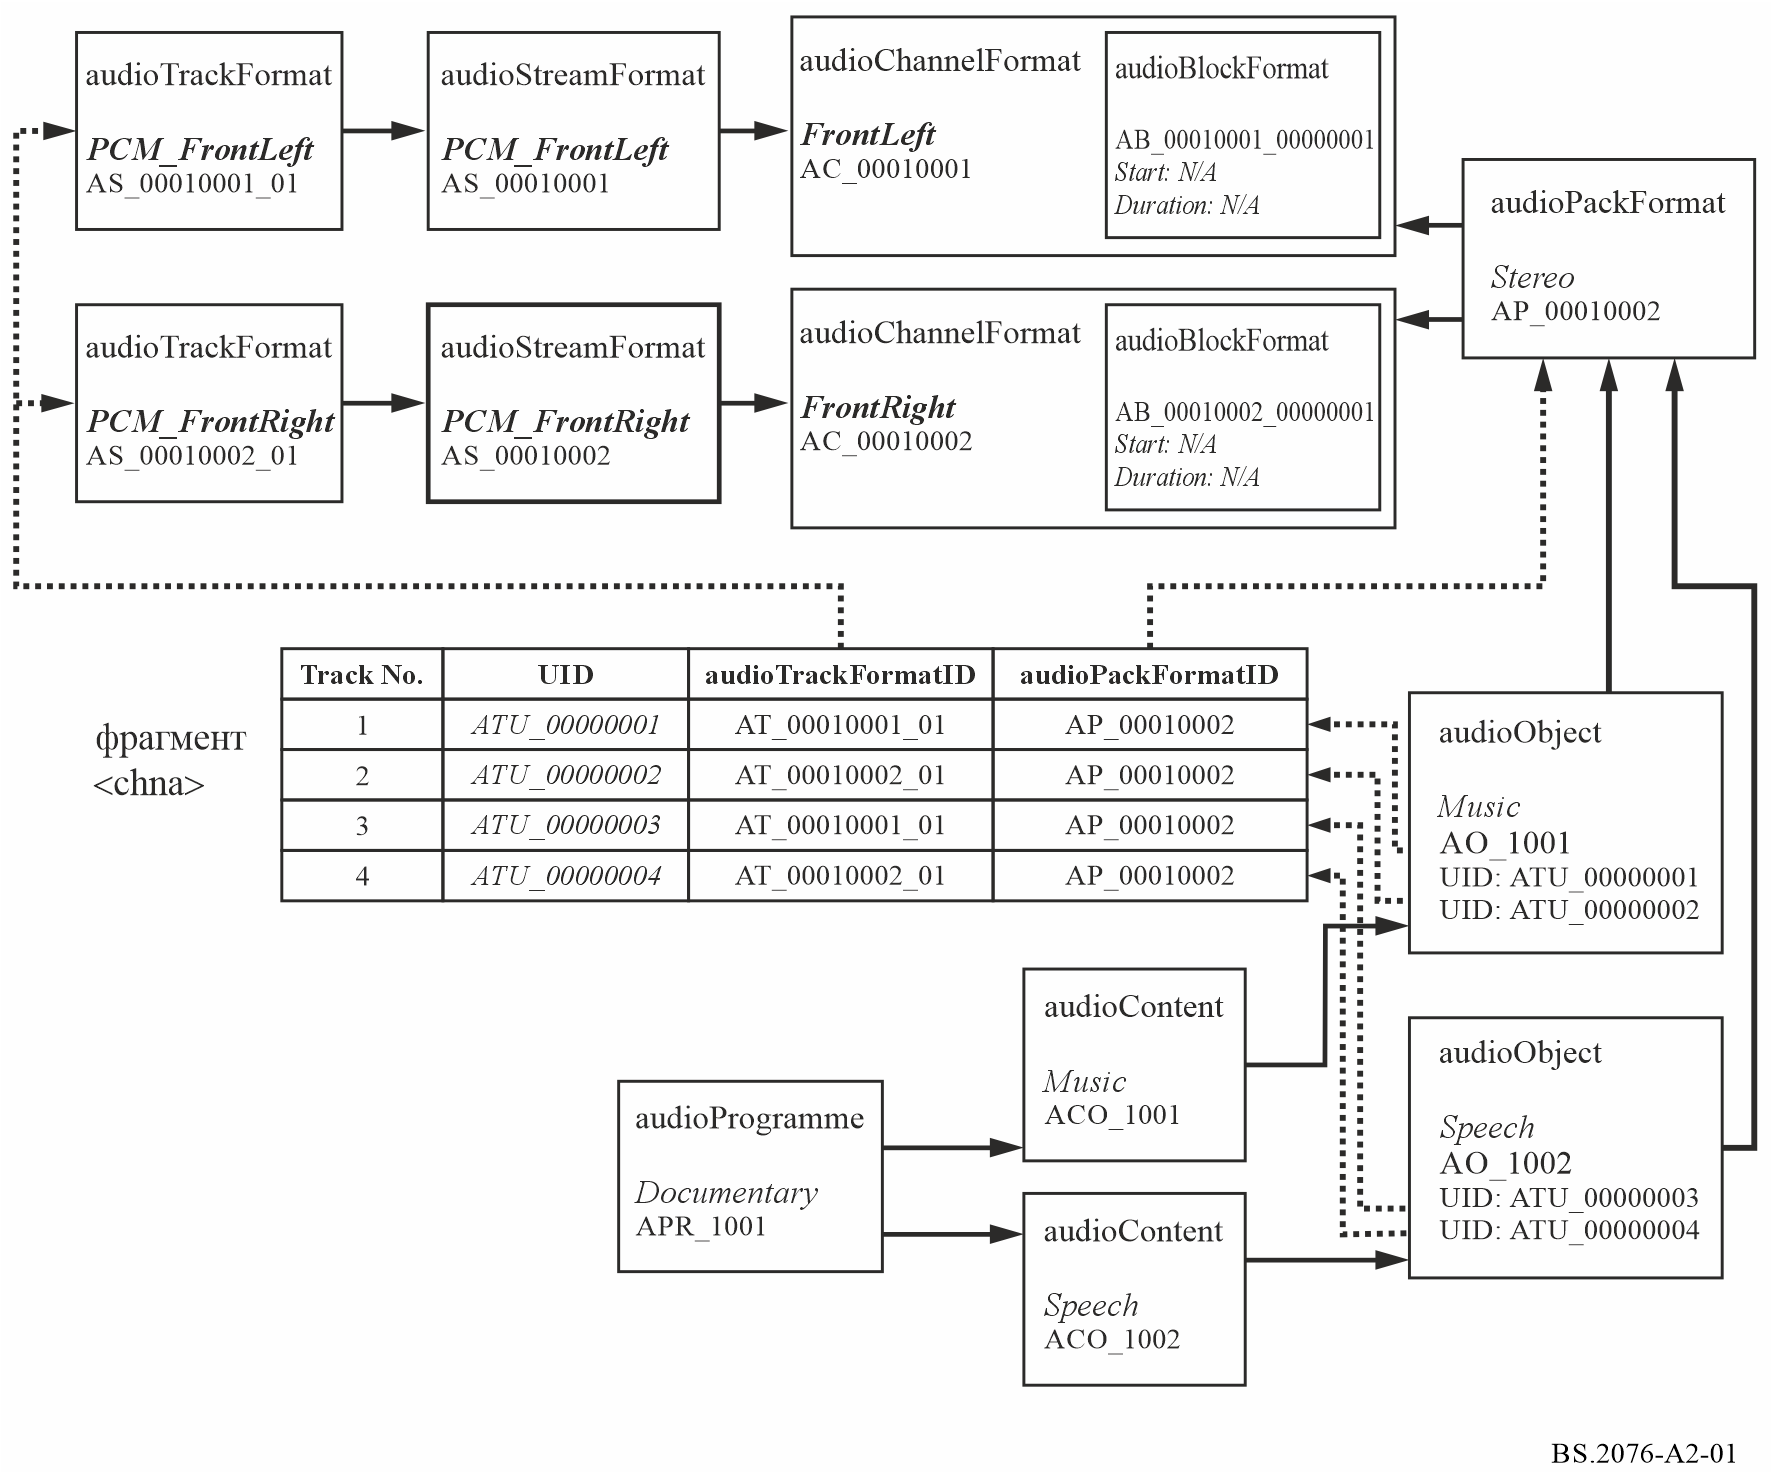 audioTrackFormat
PCM_FrontLeft
AS_00010001_01
audioStreamFormat
PCM_FrontLeft
AS_00010001
audioChannelFormat
FrontLeft
AC_00010001
audioBlockFormat
AB_00010001_00000001
Start: N/A
Duration: N/A
audioPackFormat
Stereo
AP_00010002
audioTrackFormat
PCM_FrontRight
AS_00010002_01
audioStreamFormat
PCM_FrontRight
AS_00010002
audioChannelFormat
FrontRight
AC_00010002
audioBlockFormat
AB_00010002_00000001
Start: N/A
Duration: N/A
фрагмент
<chna>
Track No. UID audioTrackFormatID audioPackFormatID
1 ATU_00000001 AT_00010001_01 AP_00010002
2 ATU_00000002 AT_00010002_01 AP_00010002
3 ATU_00000003 AT_00010001_01 AP_00010002
4 ATU_00000004 AT_00010002_01 AP_00010002
audioObject
Music
AO_1001
UID: ATU_00000001
UID: ATU_00000002
audioContent
Music
ACO_1001
audioObject
Speech
AO_1002
UID: ATU_00000003
UID: ATU_00000004
audioProgramme
Documentary
APR_1001
audioContent
Speech
ACO_1002
BS.2076-A2-01